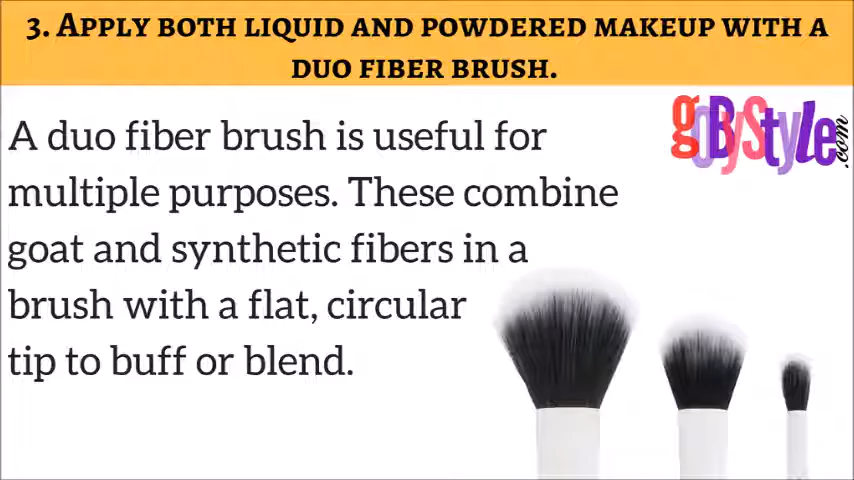 3. Apply both liquid and powdered makeup with a
duo fiber brush.
goByStyle.com
A duo fiber brush is useful for
multiple purposes. These combine
goat and synthetic fibers in a
brush with a flat, circular
tip to buff or blend.